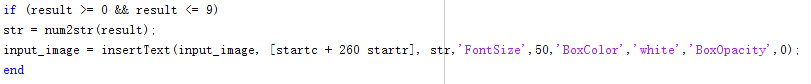 if (result >= 0 && result <= 9)
str = num2str(result);
input_image = insertText(input_image, [startc + 260 startr], str,'FontSize',50,'BoxColor','white','BoxOpacity',0);
end